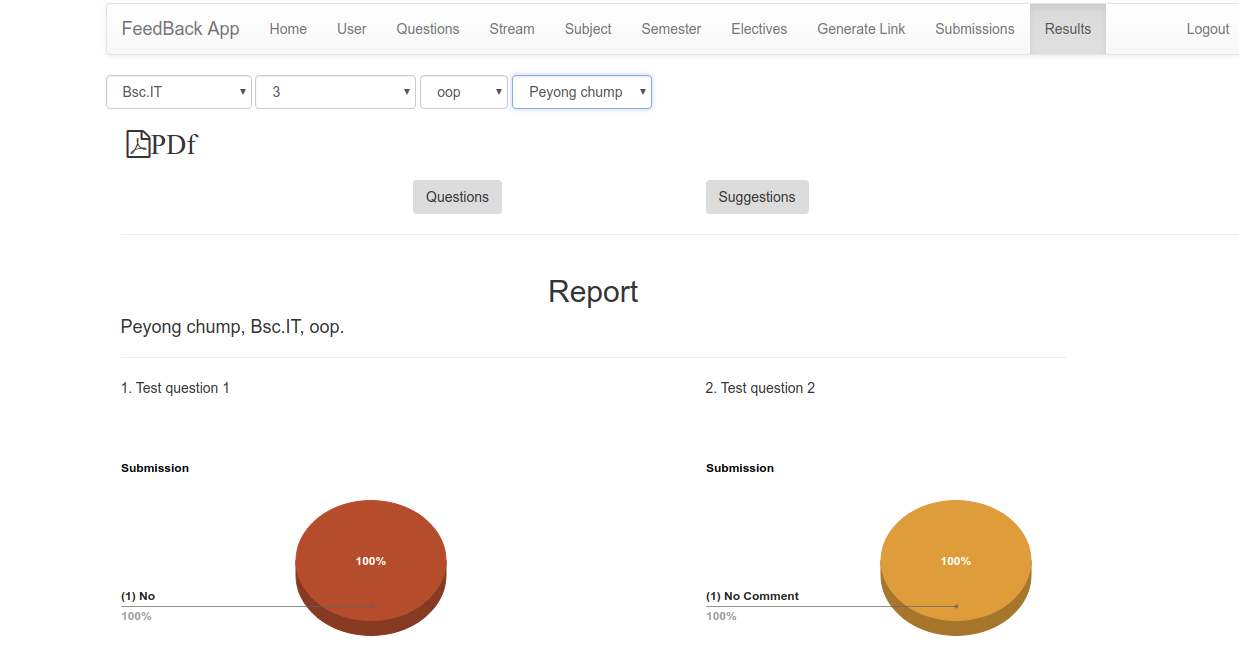 FeedBack App Home User Questions Stream Subject Semester Electives Generate Link Submissions Results Logout
Bsc.IT 3 oop Peyong chump
PDf
Questions Suggestions
Report
Peyong chump, Bsc.IT, oop.
1. Test question 1 2. Test question 2
Submission Submission
100% 100%
(1) No (1) No Comment
100% 100%